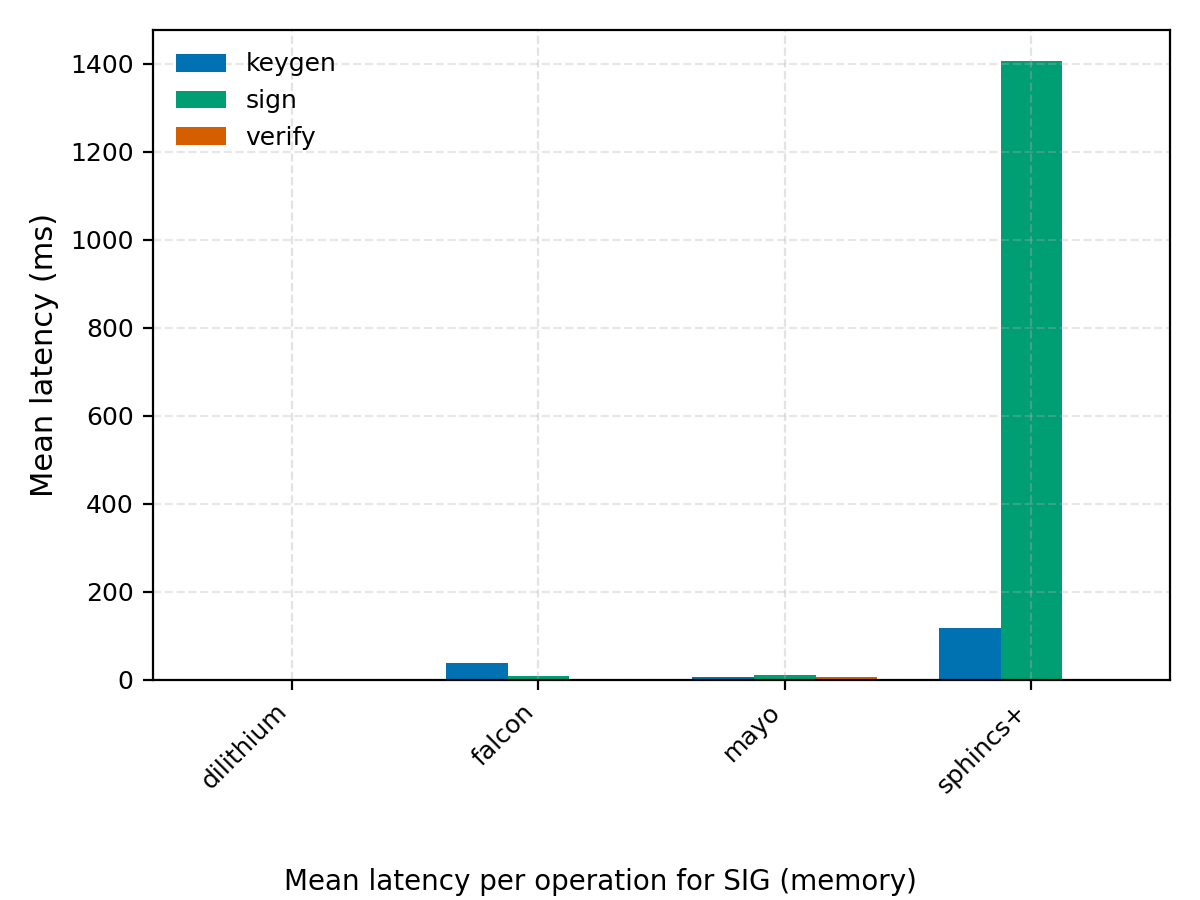 keygen
sign
verify
1400
1200
1000
800
600
400
200
0
Mean latency (ms)
dilithium
falcon
mayo
sphincs+
Mean latency per operation for SIG (memory)